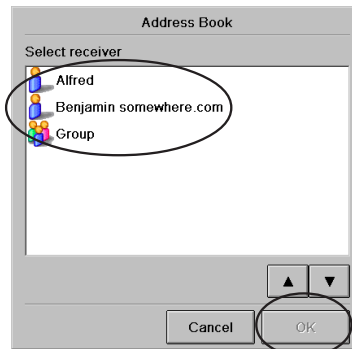 Address Book
Select receiver
Alfred
Benjamin somewhere.com
Group
Cancel
OK